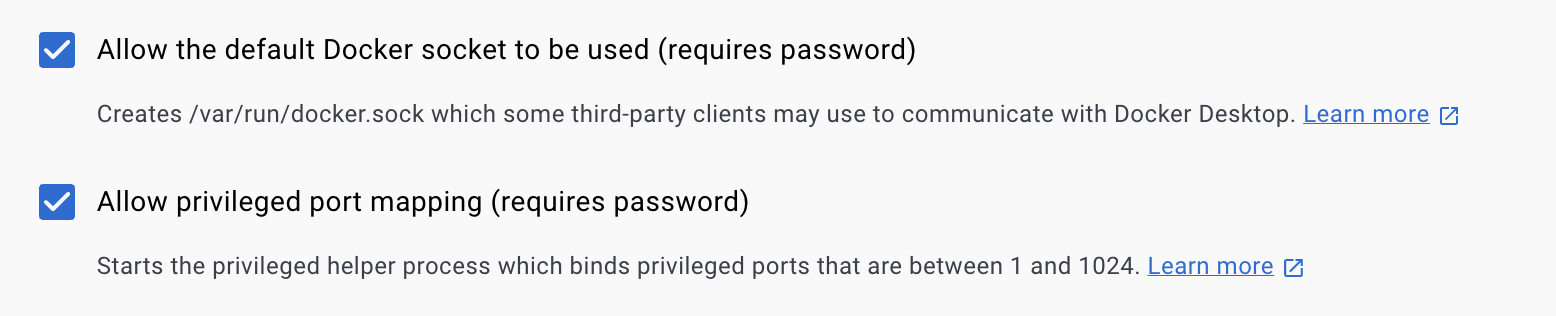 Allow the default Docker socket to be used (requires password)
Creates /var/run/docker.sock which some third-party clients may use to communicate with Docker Desktop. Learn more
Allow privileged port mapping (requires password)
Starts the privileged helper process which binds privileged ports that are between 1 and 1024. Learn more